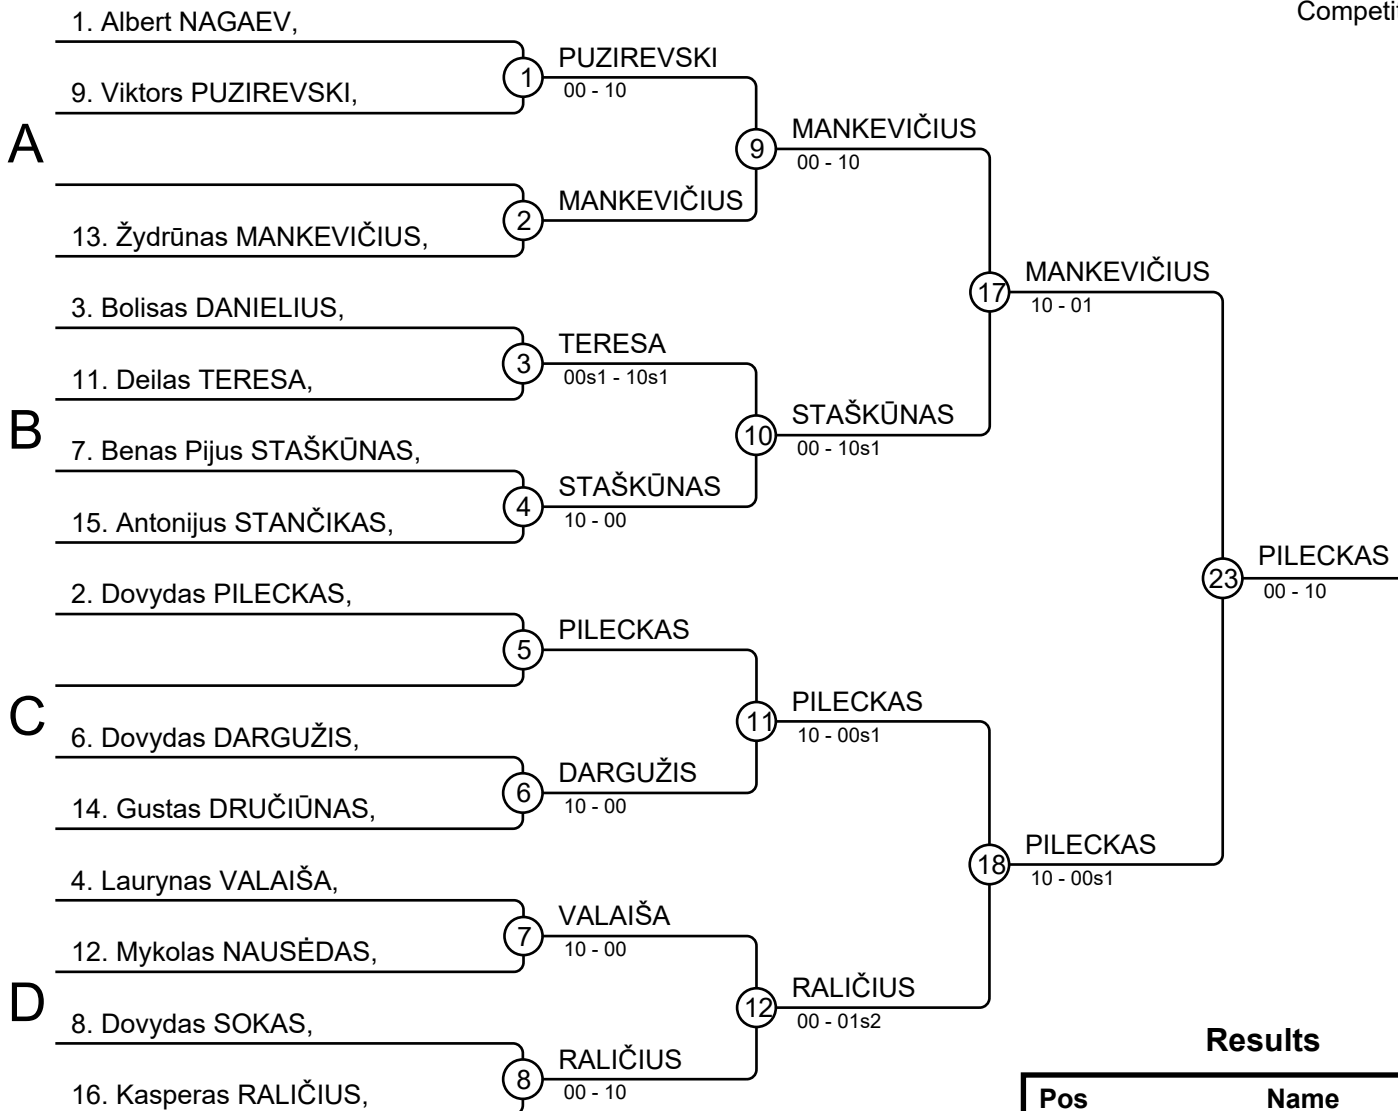 Competit
1. Albert NAGAEV,
PUZIREVSKI
1
00 - 10
9. Viktors PUZIREVSKI,
A
MANKEVIČIUS
9
00 - 10
MANKEVIČIUS
2
13. Žydrūnas MANKEVIČIUS,
MANKEVIČIUS
17
10 - 01
3. Bolisas DANIELIUS,
TERESA
3
00s1 - 10s1
11. Deilas TERESA,
B
STAŠKŪNAS
10
00 - 10s1
7. Benas Pijus STAŠKŪNAS,
STAŠKŪNAS
4
10 - 00
15. Antonijus STANČIKAS,
PILECKAS
23
00 - 10
2. Dovydas PILECKAS,
PILECKAS
5
C
PILECKAS
11
10 - 00s1
6. Dovydas DARGUŽIS,
DARGUŽIS
6
10 - 00
14. Gustas DRUČIŪNAS,
PILECKAS
18
10 - 00s1
4. Laurynas VALAIŠA,
VALAIŠA
7
10 - 00
12. Mykolas NAUSĖDAS,
D
RALIČIUS
12
00 - 01s2
8. Dovydas SOKAS,
RALIČIUS
8
00 - 10
16. Kasperas RALIČIUS,
Results
Pos Name